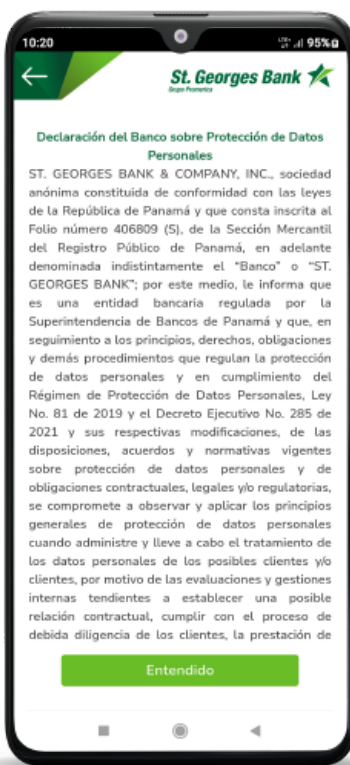 10:20
LTE+ 95%
St. Georges Bank
Grupo Promerica
Declaración del Banco sobre Protección de Datos
Personales
ST. GEORGES BANK & COMPANY, INC., sociedad
anónima constituida de conformidad con las leyes
de la República de Panamá y que consta inscrita al
Folio número 406809 (S), de la Sección Mercantil
del Registro Público de Panamá, en adelante
denominada indistintamente el “Banco” o “ST.
GEORGES BANK”; por este medio, le informa que
es una entidad bancaria regulada por la
Superintendencia de Bancos de Panamá y que, en
seguimiento a los principios, derechos, obligaciones
y demás procedimientos que regulan la protección
de datos personales y en cumplimiento del
Régimen de Protección de Datos Personales, Ley
No. 81 de 2019 y el Decreto Ejecutivo No. 285 de
2021 y sus respectivas modificaciones, de las
disposiciones, acuerdos y normativas vigentes
sobre protección de datos personales y de
obligaciones contractuales, legales y/o regulatorias,
se compromete a observar y aplicar los principios
generales de protección de datos personales
cuando administre y lleve a cabo el tratamiento de
los datos personales de los posibles clientes y/o
clientes, por motivo de las evaluaciones y gestiones
internas tendientes a establecer una posible
relación contractual, cumplir con el proceso de
debida diligencia de los clientes, la prestación de
Entendido